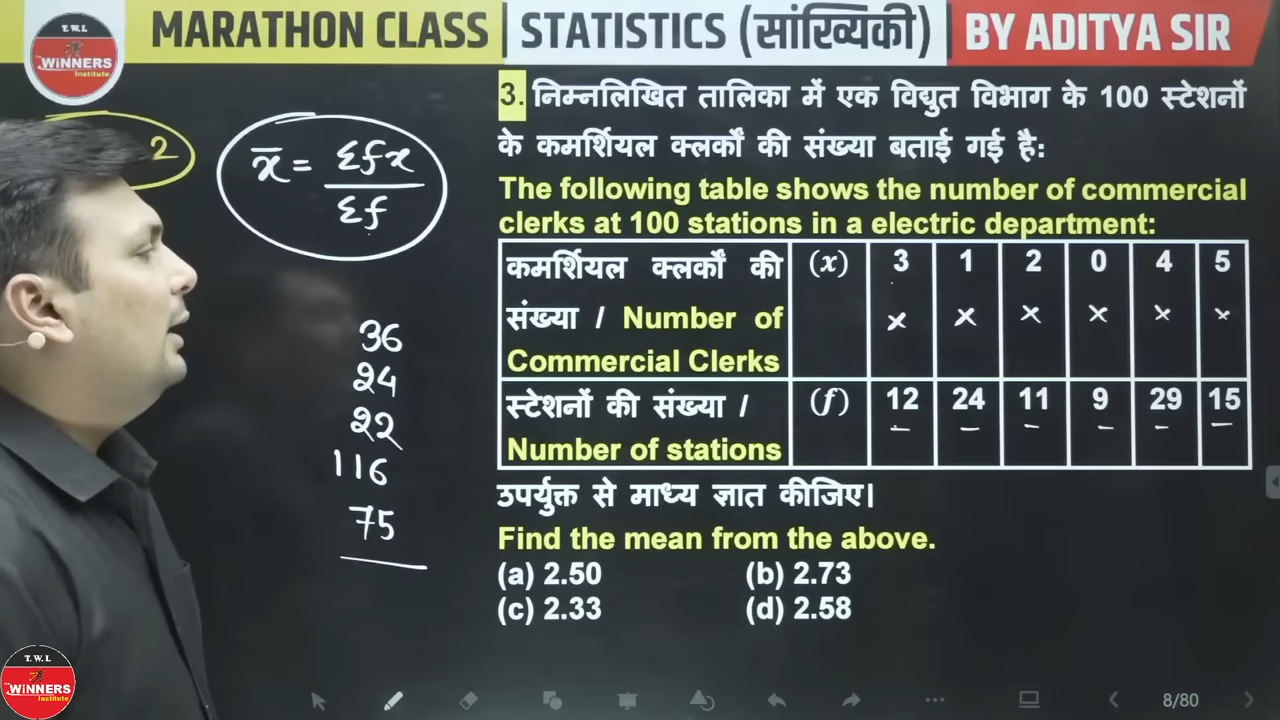 T.W.I.
WiNNERS
Institute
MARATHON CLASS
STATISTICS (सांख्यिकी)
BY ADITYA SIR
2
x̄ = Σfx
Σf
36
24
22
116
75
3. निम्नलिखित तालिका में एक विद्युत विभाग के 100 स्टेशनों
के कमर्शियल क्लर्कों की संख्या बताई गई है:
The following table shows the number of commercial
clerks at 100 stations in a electric department:
कमर्शियल क्लर्कों की (x) 3 1 2 0 4 5
संख्या / Number of × × × × × ×
Commercial Clerks
स्टेशनों की संख्या / (f) 12 24 11 9 29 15
Number of stations
उपर्युक्त से माध्य ज्ञात कीजिए।
Find the mean from the above.
(a) 2.50 (b) 2.73
(c) 2.33 (d) 2.58
T.W.I.
WiNNERS
Institute
8/80